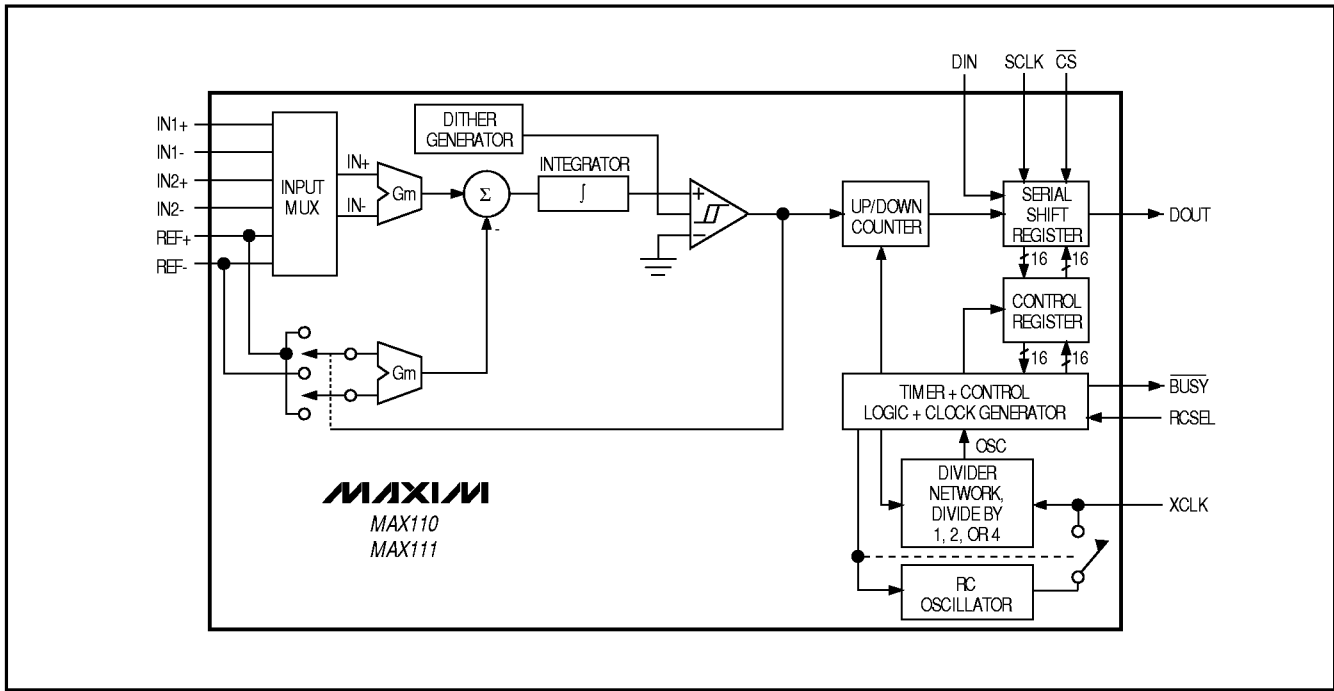 DIN SCLK C̅S̅
IN1+
IN1-
IN2+
IN2-
REF+
REF-
INPUT
MUX
IN+
IN-
Gm
DITHER
GENERATOR
Σ
-
INTEGRATOR
∫
+
-
UP/DOWN
COUNTER
SERIAL
SHIFT
REGISTER
DOUT
16 16
CONTROL
REGISTER
16 16
Gm
TIMER + CONTROL
LOGIC + CLOCK GENERATOR
B̅U̅S̅Y̅
RCSEL
OSC
DIVIDER
NETWORK,
DIVIDE BY
1, 2, OR 4
XCLK
RC
OSCILLATOR
MAXIM
MAX110
MAX111